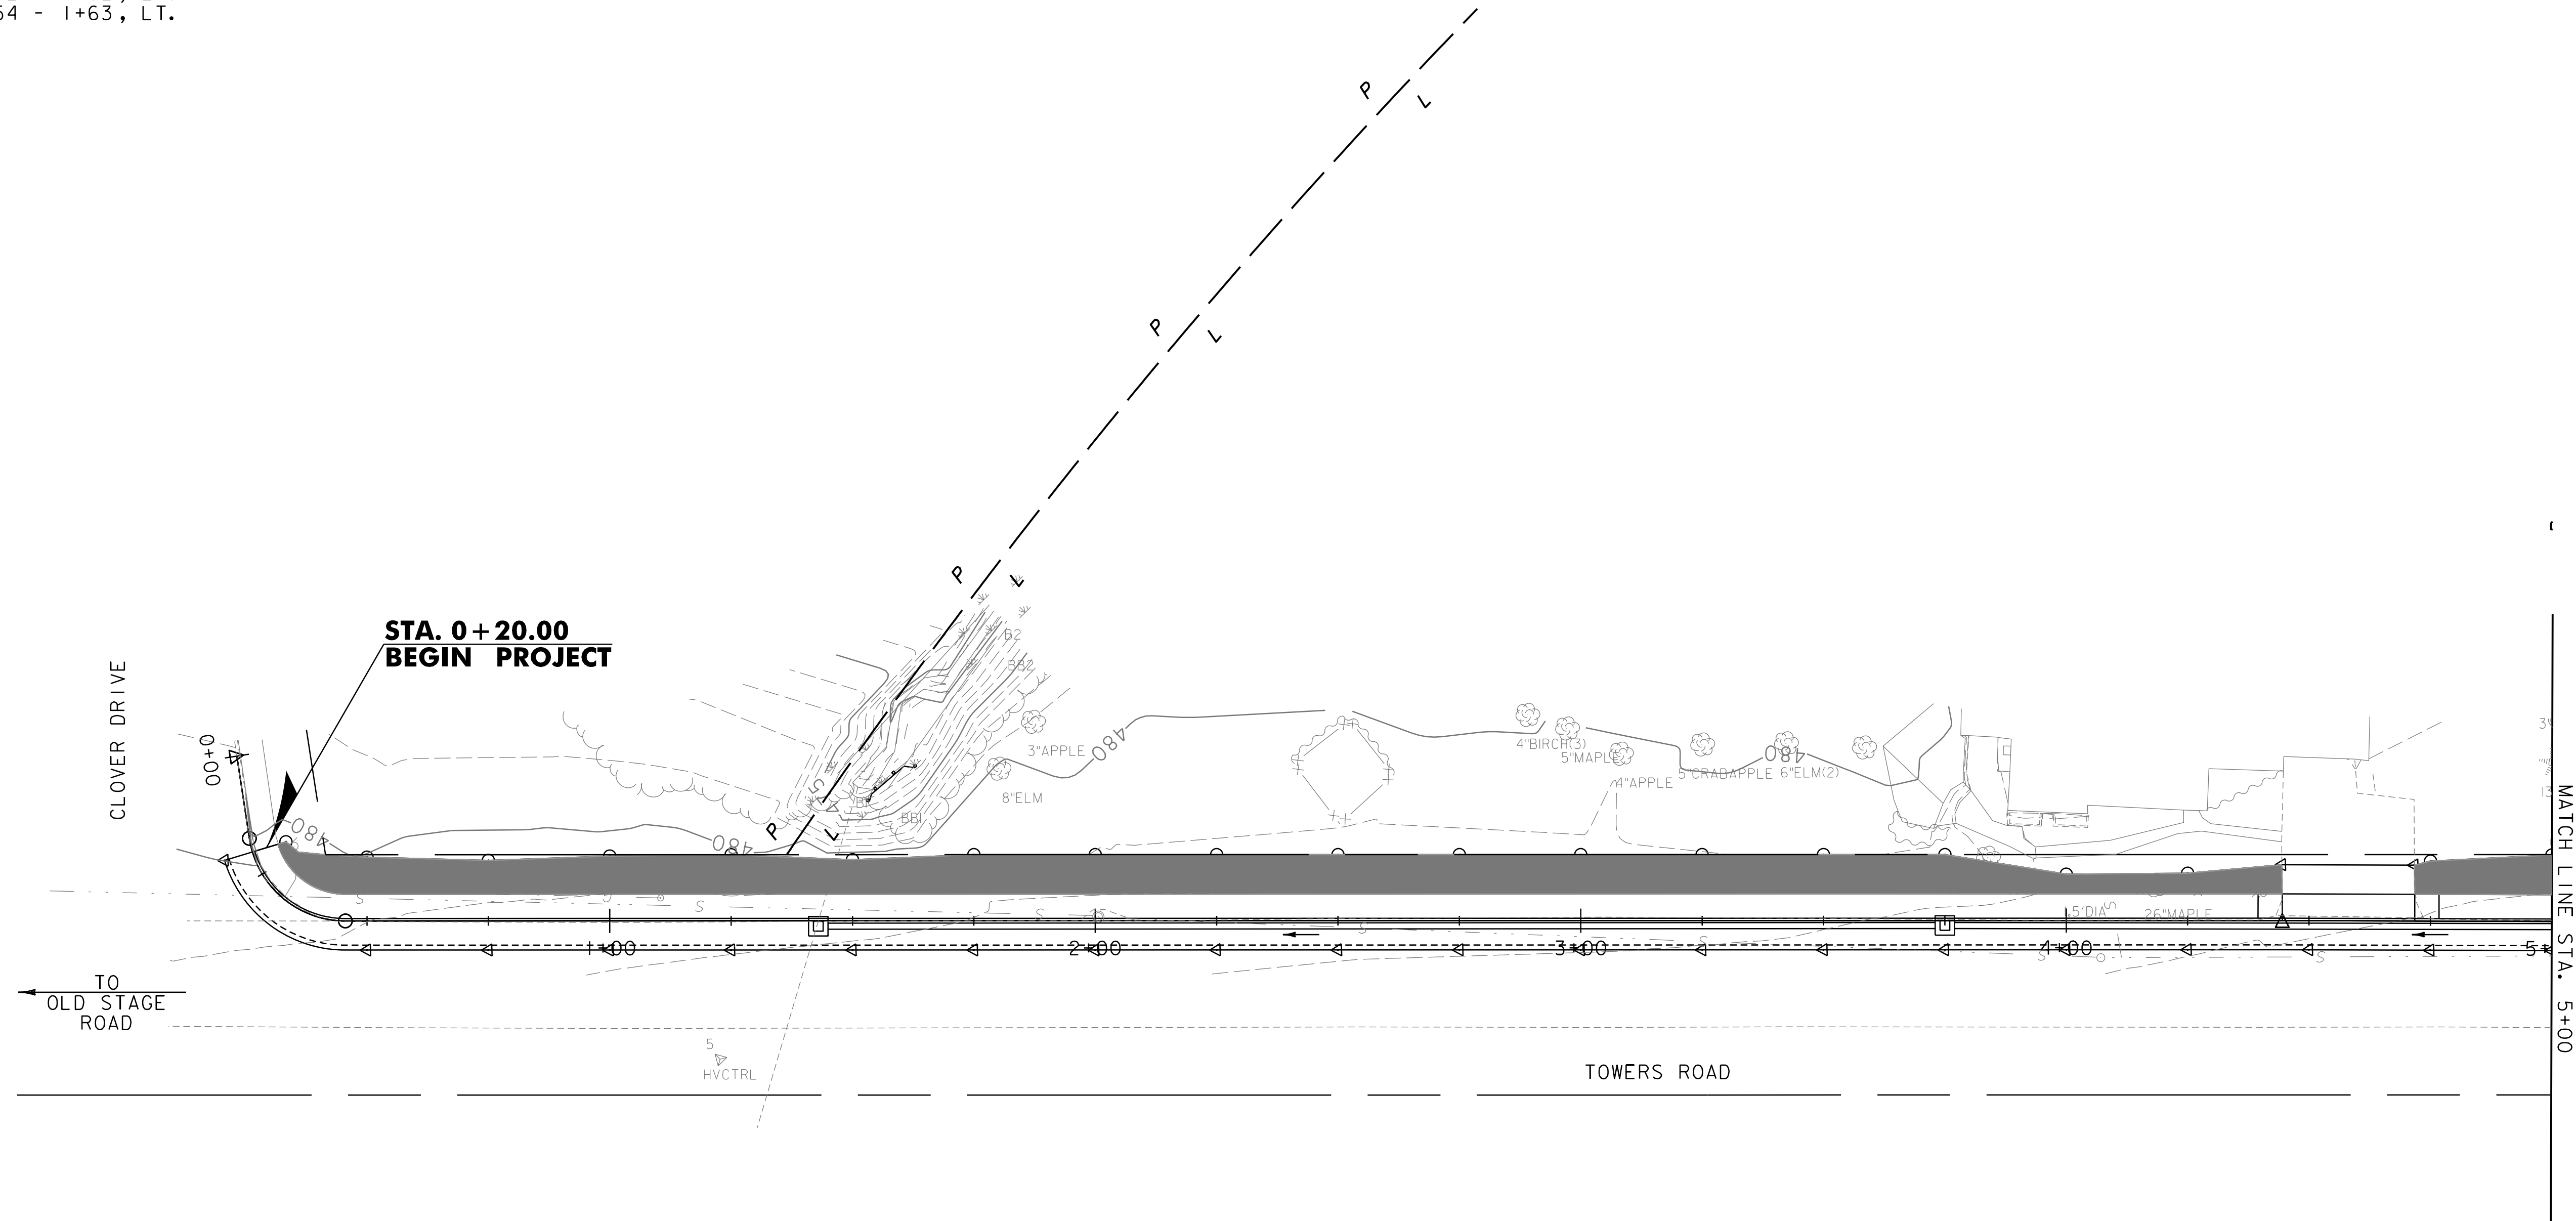 54 - 1+63, LT.
P
L
P
L
P
L
STA. 0+20.00
BEGIN PROJECT
CLOVER DRIVE
0+00
B2
BB2
3"APPLE
480
4"BIRCH(3)
5"MAPLE
4"APPLE
5"CRABAPPLE
6"ELM(2)
480
8"ELM
BB1
480
480
P
L
S
S
S
S
S
S
S
.5'DIA
26"MAPLE
1+00
2+00
3+00
4+00
5+
TO
OLD STAGE
ROAD
5
HVCTRL
TOWERS ROAD
MATCH LINE STA. 5+00